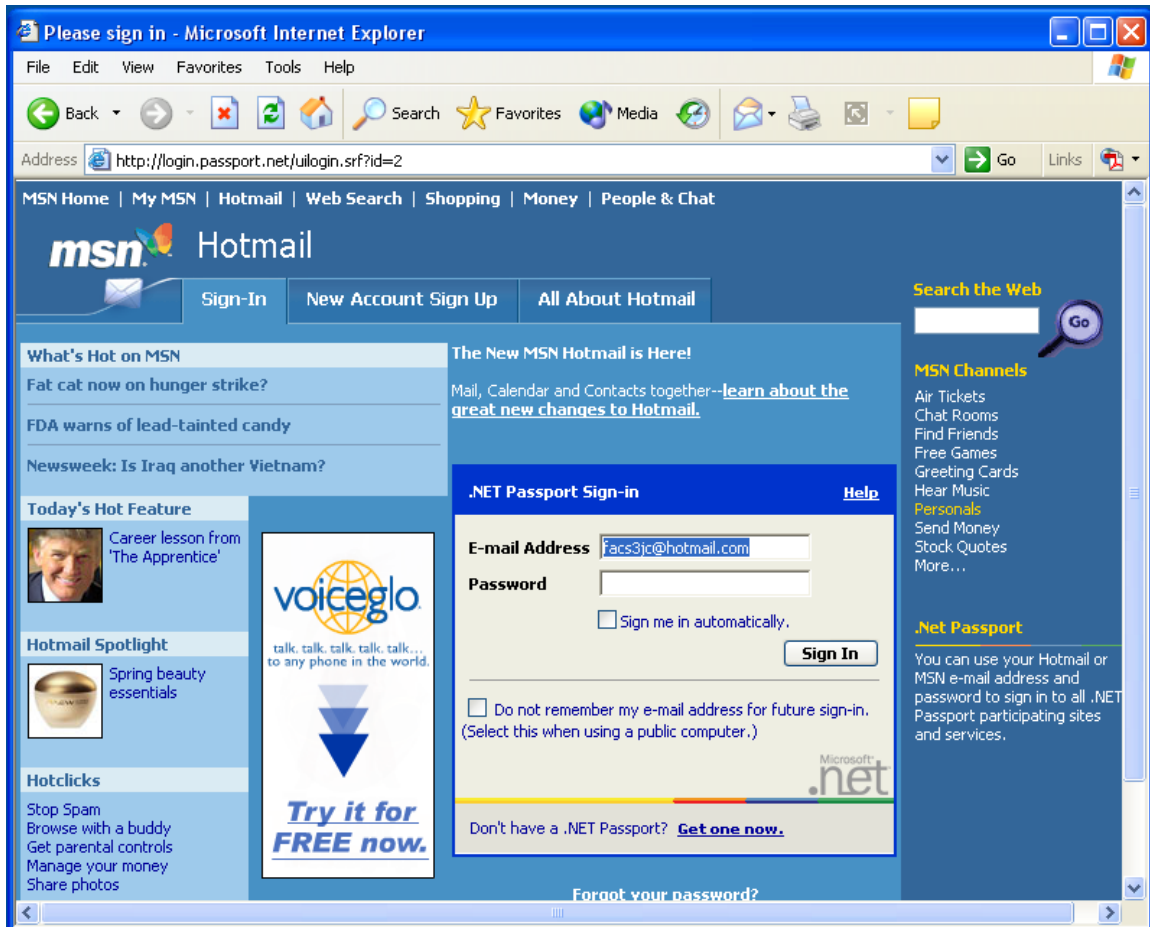 Please sign in - Microsoft Internet Explorer
File Edit View Favorites Tools Help
Back Search Favorites Media
Address http://login.passport.net/uilogin.srf?id=2 Go Links
MSN Home | My MSN | Hotmail | Web Search | Shopping | Money | People & Chat
msn Hotmail
Sign-In New Account Sign Up All About Hotmail
What's Hot on MSN
Fat cat now on hunger strike?
FDA warns of lead-tainted candy
Newsweek: Is Iraq another Vietnam?
Today's Hot Feature
Career lesson from
'The Apprentice'
Hotmail Spotlight
Spring beauty
essentials
Hotclicks
Stop Spam
Browse with a buddy
Get parental controls
Manage your money
Share photos
voiceglo.
talk. talk. talk. talk. talk...
to any phone in the world.
Try it for
FREE now.
The New MSN Hotmail is Here!
Mail, Calendar and Contacts together--learn about the
great new changes to Hotmail.
.NET Passport Sign-in Help
E-mail Address facs3jc@hotmail.com
Password
Sign me in automatically.
Sign In
Do not remember my e-mail address for future sign-in.
(Select this when using a public computer.)
Microsoft
.net
Don't have a .NET Passport? Get one now.
Forgot your password?
Search the Web
Go
MSN Channels
Air Tickets
Chat Rooms
Find Friends
Free Games
Greeting Cards
Hear Music
Personals
Send Money
Stock Quotes
More...
.Net Passport
You can use your Hotmail or
MSN e-mail address and
password to sign in to all .NET
Passport participating sites
and services.